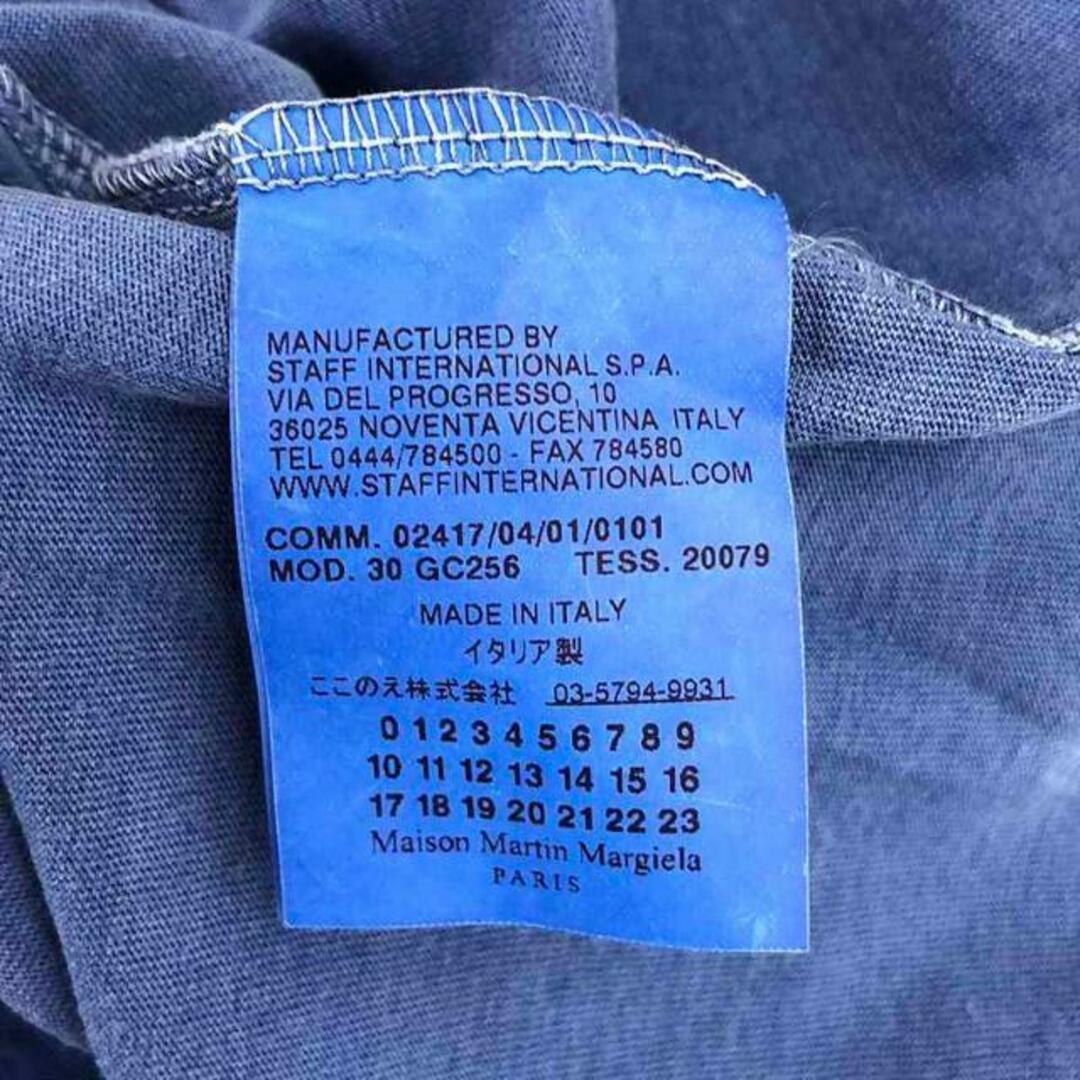 MANUFACTURED BY
STAFF INTERNATIONAL S.P.A.
VIA DEL PROGRESSO, 10
36025 NOVENTA VICENTINA ITALY
TEL 0444/784500 - FAX 784580
WWW.STAFFINTERNATIONAL.COM
COMM. 02417/04/01/0101
MOD. 30 GC256 TESS. 20079
MADE IN ITALY
イタリア製
ここのえ株式会社 03-5794-9931
0 1 2 3 4 5 6 7 8 9
10 11 12 13 14 15 16
17 18 19 20 21 22 23
Maison Martin Margiela
PARIS